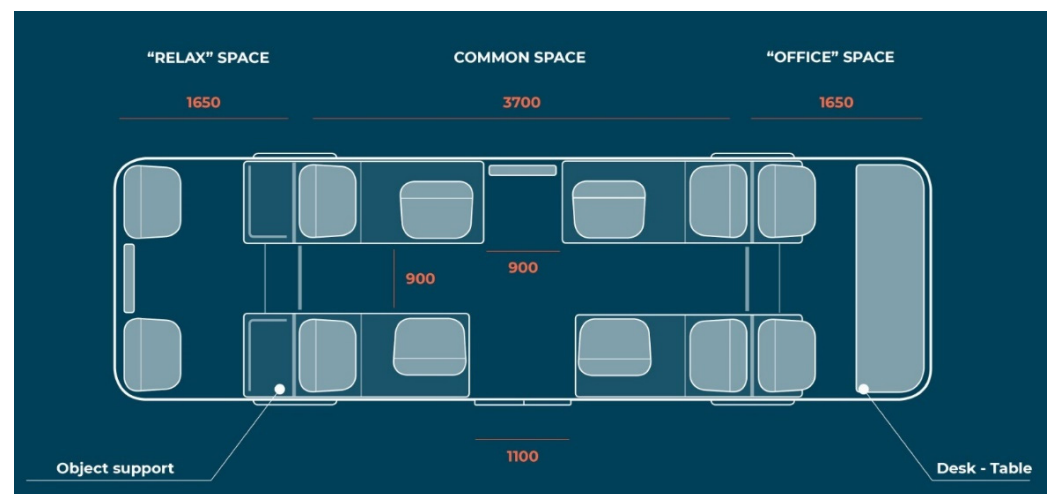 “RELAX” SPACE
COMMON SPACE
“OFFICE” SPACE
1650
3700
1650
900
900
1100
Object support
Desk - Table